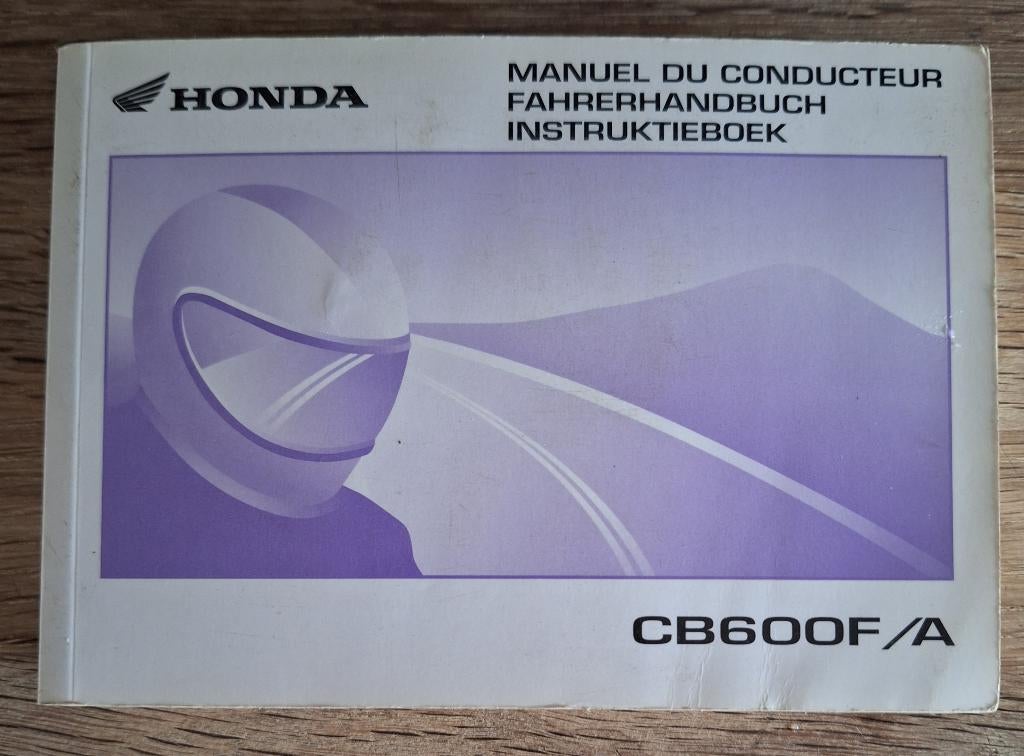 HONDA
MANUEL DU CONDUCTEUR
FAHRERHANDBUCH
INSTRUKTIEBOEK
CB600F/A